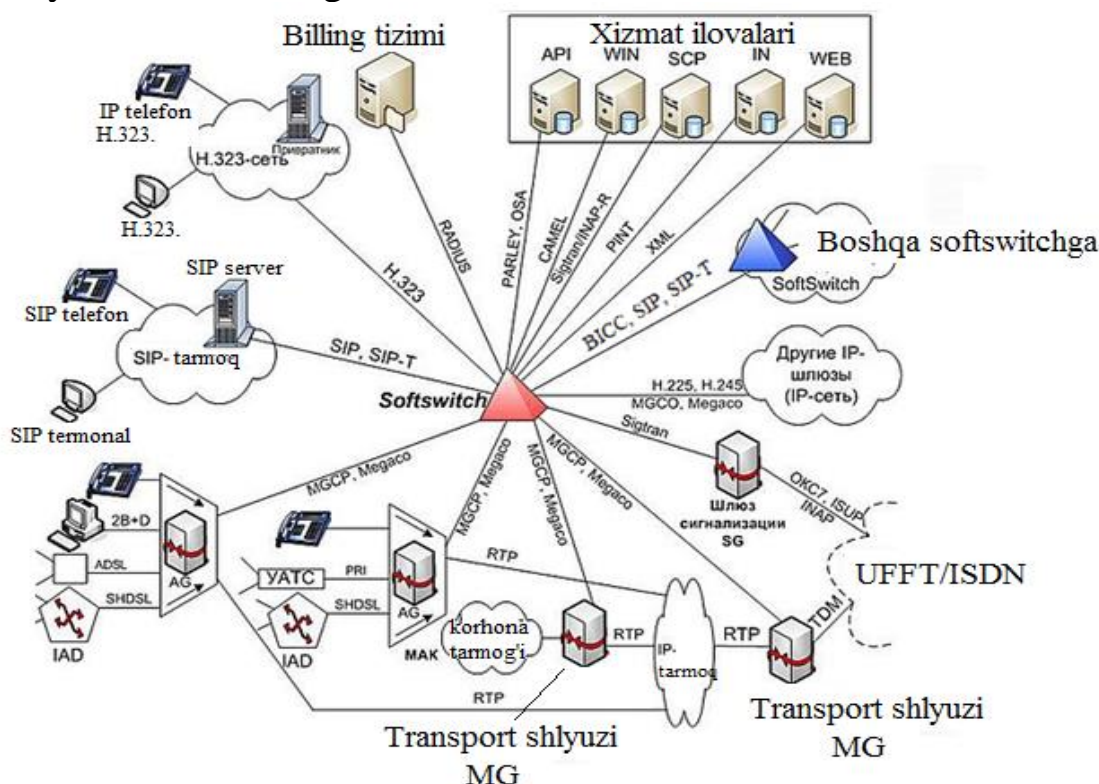 Billing tizimi
Xizmat ilovalari
API WIN SCP IN WEB
IP telefon
H.323.
Привратник
H.323-сеть
H.323.
RADIUS
H.323
PARLEY, OSA
CAMEL
Sigtran/INAP-R
PINT
XML
BICC, SIP, SIP-T
Boshqa softswitchga
SoftSwitch
SIP server
SIP telefon
SIP- tarmoq
SIP termonal
SIP, SIP-T
Softswitch
Другие IP-
шлюзы
(IP-сеть)
H.225, H.245
MGCO, Megaco
Sigtran
Шлюз
сигнализации
SG
ОКС7, ISUP
INAP
UFFT/ISDN
TDM
MGCP, Megaco
MGCP, Megaco
MGCP, Megaco
MGCP, Megaco
2B+D
ADSL
SHDSL
IAD
AG
УАТС
PRI
SHDSL
IAD
AG
МАК
RTP
korhona
tarmog'i
RTP
IP-
tarmoq
RTP
RTP
Transport shlyuzi
MG
Transport shlyuzi
MG